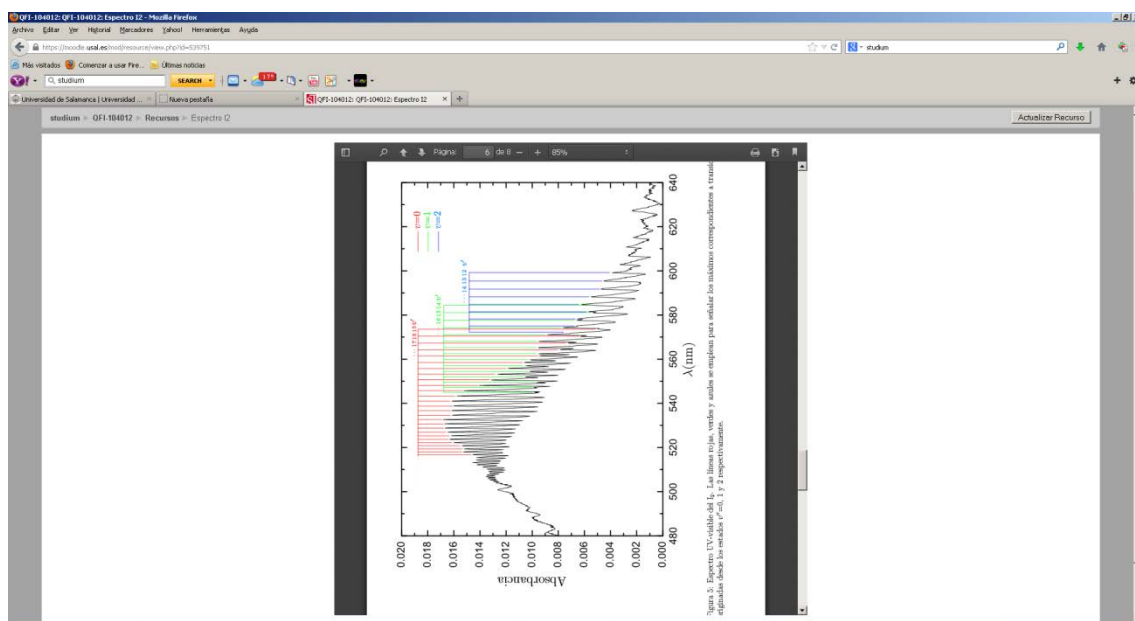 QFI-104012: QFI-104012: Espectro I2 - Mozilla Firefox
Archivo Editar Ver Historial Marcadores Yahoo! Herramientas Ayuda
https://moodle.usal.es/mod/resource/view.php?id=539751
studium
Más visitados Comenzar a usar Fire... Últimas noticias
studium SEARCH
Universidad de Salamanca | Universidad ... Nueva pestaña QFI-104012: QFI-104012: Espectro I2
studium QFI-104012 Recursos Espectro I2 Actualizar Recurso
Página: 6 de 8 85%
v''=0
v''=1
v''=2
0.020 0.018 0.016 0.014 0.012 0.010 0.008 0.006 0.004 0.002 0.000
Absorbancia
480 500 520 540 560 580 600 620 640
λ(nm)
igura 5: Espectro UV-visible del I₂. Las líneas rojas, verdes y azules se emplean para señalar los máximos correspondientes a transi
riginadas desde los estados v''=0, 1 y 2 respectivamente.